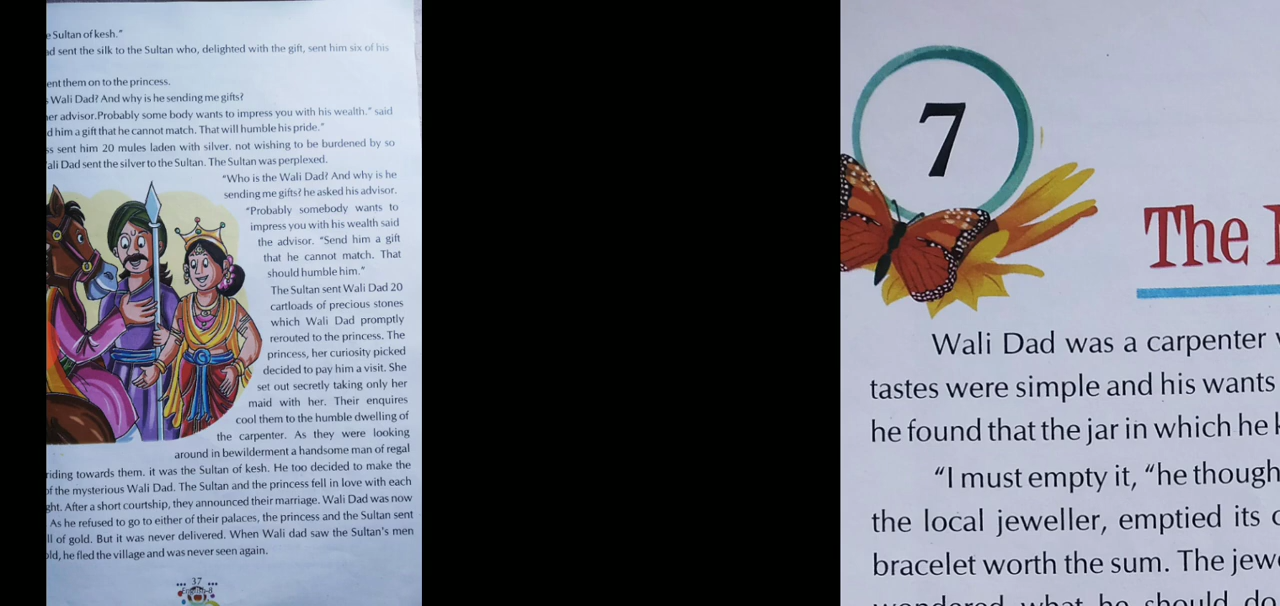 e Sultan of kesh."
d sent the silk to the Sultan who, delighted with the gift, sent him six of his
ent them on to the princess.
Wali Dad? And why is he sending me gifts?
er advisor.Probably some body wants to impress you with his wealth." said
d him a gift that he cannot match. That will humble his pride."
ss sent him 20 mules laden with silver. not wishing to be burdened by so
ali Dad sent the silver to the Sultan. The Sultan was perplexed.
"Who is the Wali Dad? And why is he
sending me gifts? he asked his advisor.
"Probably somebody wants to
impress you with his wealth said
the advisor. "Send him a gift
that he cannot match. That
should humble him."
The Sultan sent Wali Dad 20
cartloads of precious stones
which Wali Dad promptly
rerouted to the princess. The
princess, her curiosity picked
decided to pay him a visit. She
set out secretly taking only her
maid with her. Their enquires
cool them to the humble dwelling of
the carpenter. As they were looking
around in bewilderment a handsome man of regal
riding towards them. it was the Sultan of kesh. He too decided to make the
of the mysterious Wali Dad. The Sultan and the princess fell in love with each
ght. After a short courtship, they announced their marriage. Wali Dad was now
As he refused to go to either of their palaces, the princess and the Sultan sent
ll of gold. But it was never delivered. When Wali dad saw the Sultan's men
old, he fled the village and was never seen again.
37
English-8
7
The
Wali Dad was a carpenter
tastes were simple and his wants
he found that the jar in which he k
"I must empty it, "he though
the local jeweller, emptied its c
bracelet worth the sum. The jewe
wondered what he should do